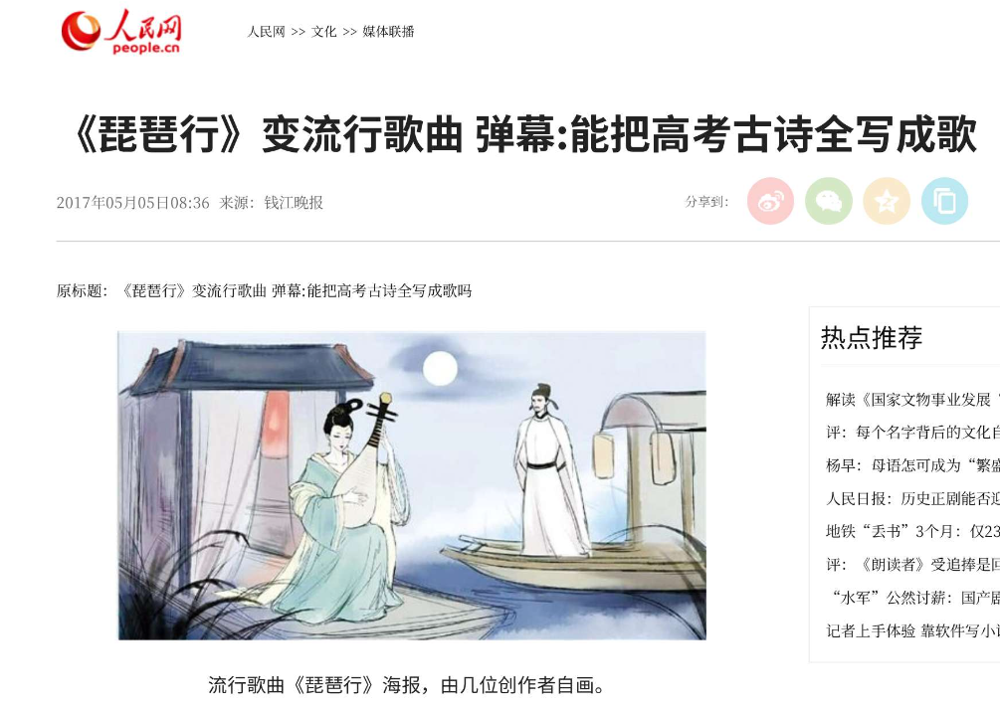 人民网
people.cn
人民网 >> 文化 >> 媒体联播
《琵琶行》变流行歌曲 弹幕:能把高考古诗全写成歌
2017年05月05日08:36 来源：钱江晚报
分享到：
原标题：《琵琶行》变流行歌曲 弹幕:能把高考古诗全写成歌吗
流行歌曲《琵琶行》海报，由几位创作者自画。
热点推荐
解读《国家文物事业发展“
评：每个名字背后的文化自
杨早：母语怎可成为“繁盛
人民日报：历史正剧能否迎
地铁“丢书”3个月：仅23
评：《朗读者》受追捧是回
“水军”公然讨薪：国产剧
记者上手体验 靠软件写小说